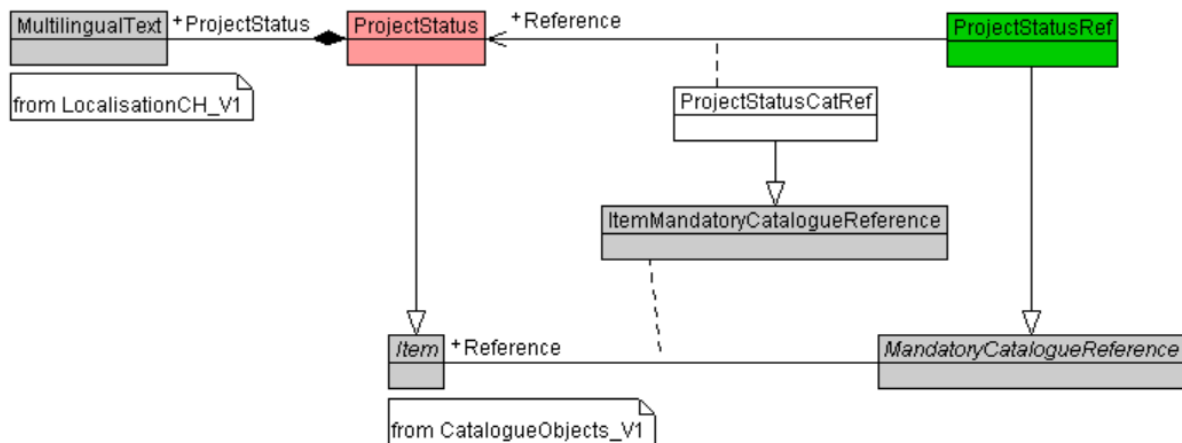 MultilingualText
+ProjectStatus
ProjectStatus
+Reference
ProjectStatusRef
from LocalisationCH_V1
ProjectStatusCatRef
ItemMandatoryCatalogueReference
Item
+Reference
MandatoryCatalogueReference
from CatalogueObjects_V1